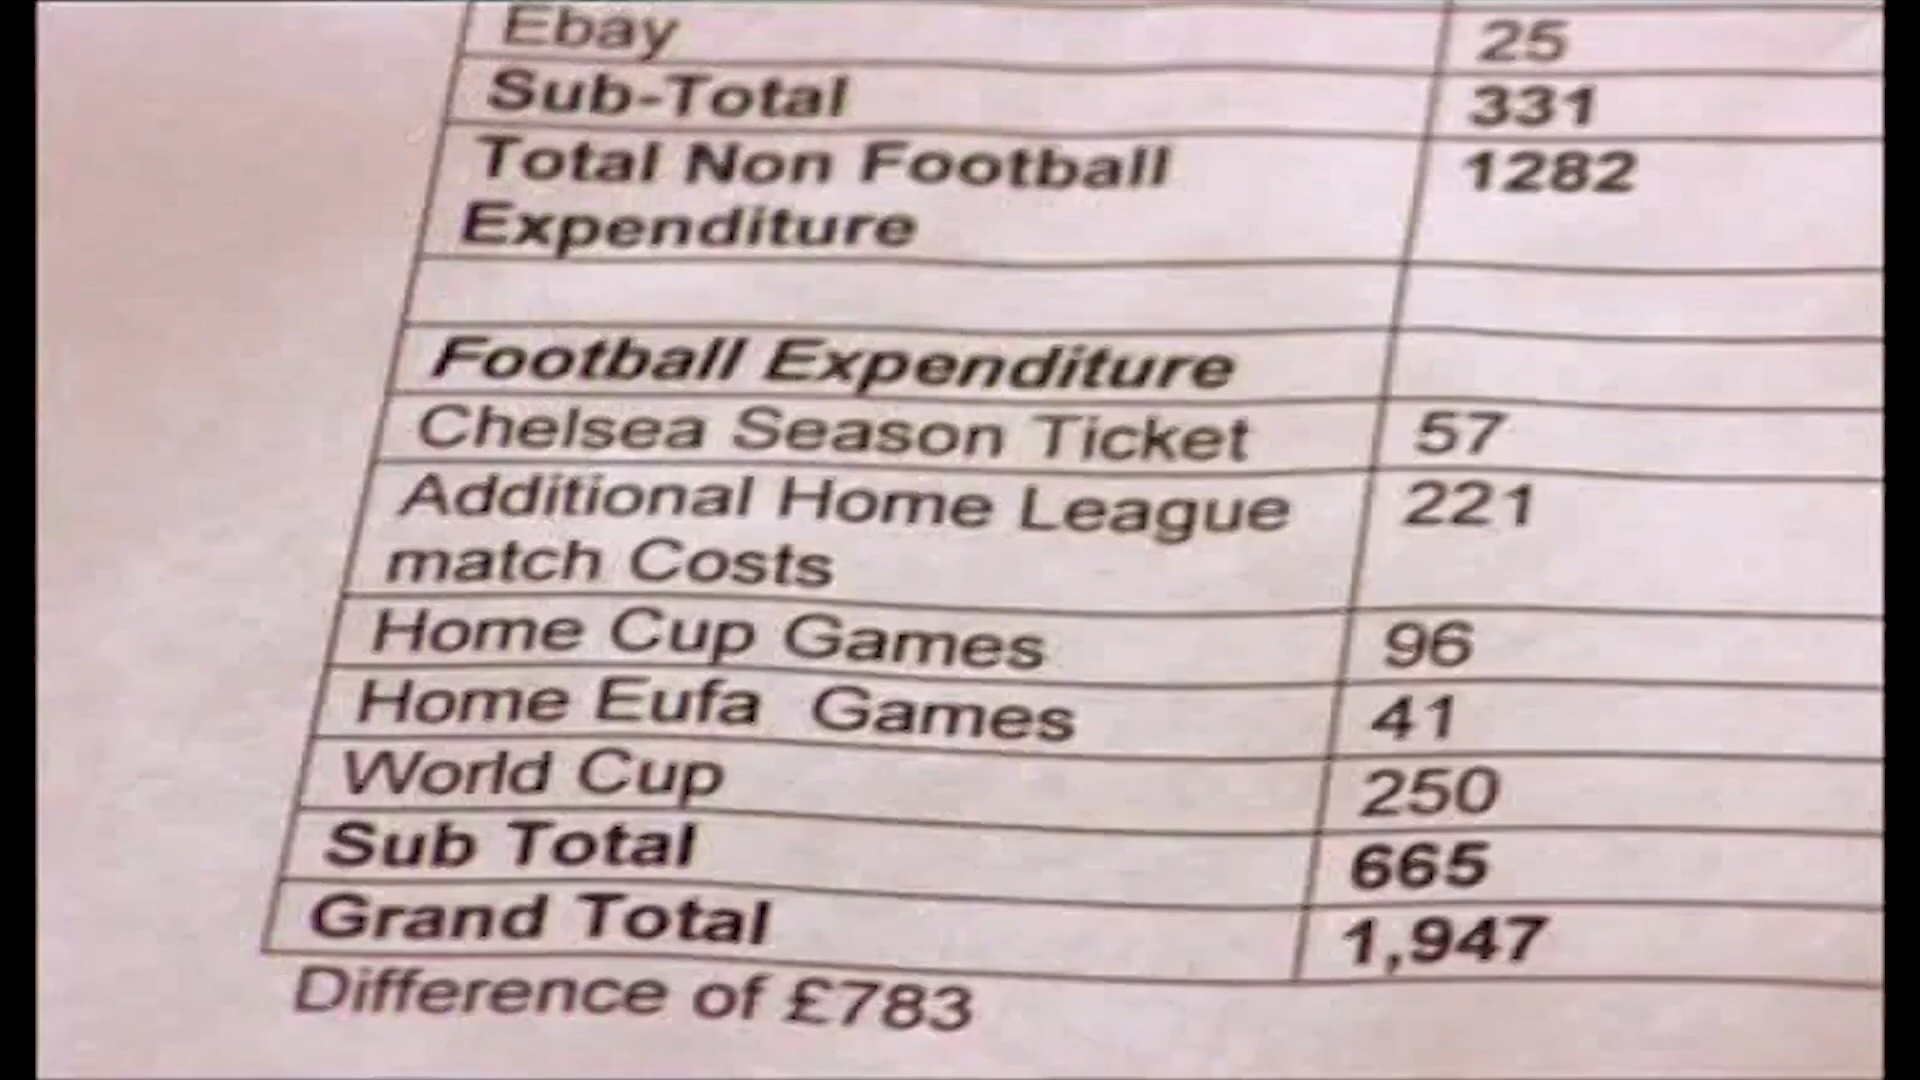 Ebay 25
Sub-Total 331
Total Non Football 1282
Expenditure
Football Expenditure
Chelsea Season Ticket 57
Additional Home League 221
match Costs
Home Cup Games 96
Home Eufa Games 41
World Cup 250
Sub Total 665
Grand Total 1,947
Difference of £783